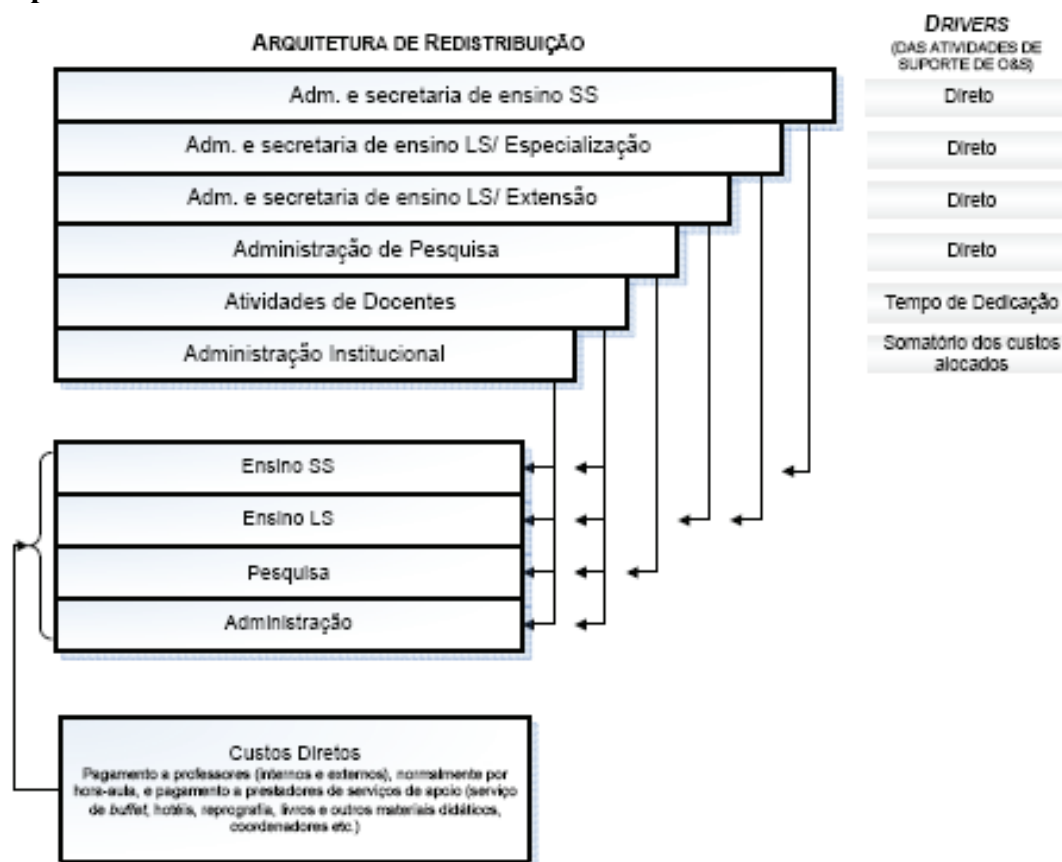 ARQUITETURA DE REDISTRIBUIÇÃO
DRIVERS
(DAS ATIVIDADES DE
SUPORTE DE O&S)
Adm. e secretaria de ensino SS
Direto
Adm. e secretaria de ensino LS/ Especialização
Direto
Adm. e secretaria de ensino LS/ Extensão
Direto
Administração de Pesquisa
Direto
Atividades de Docentes
Tempo de Dedicação
Administração Institucional
Somatório dos custos
alocados
Ensino SS
Ensino LS
Pesquisa
Administração
Custos Diretos
Pagamento a professores (internos e externos), normalmente por
hora-aula, e pagamento a prestadores de serviços de apoio (serviço
de buffet, hotéis, reprografia, livros e outros materiais didáticos,
coordenadores etc.)